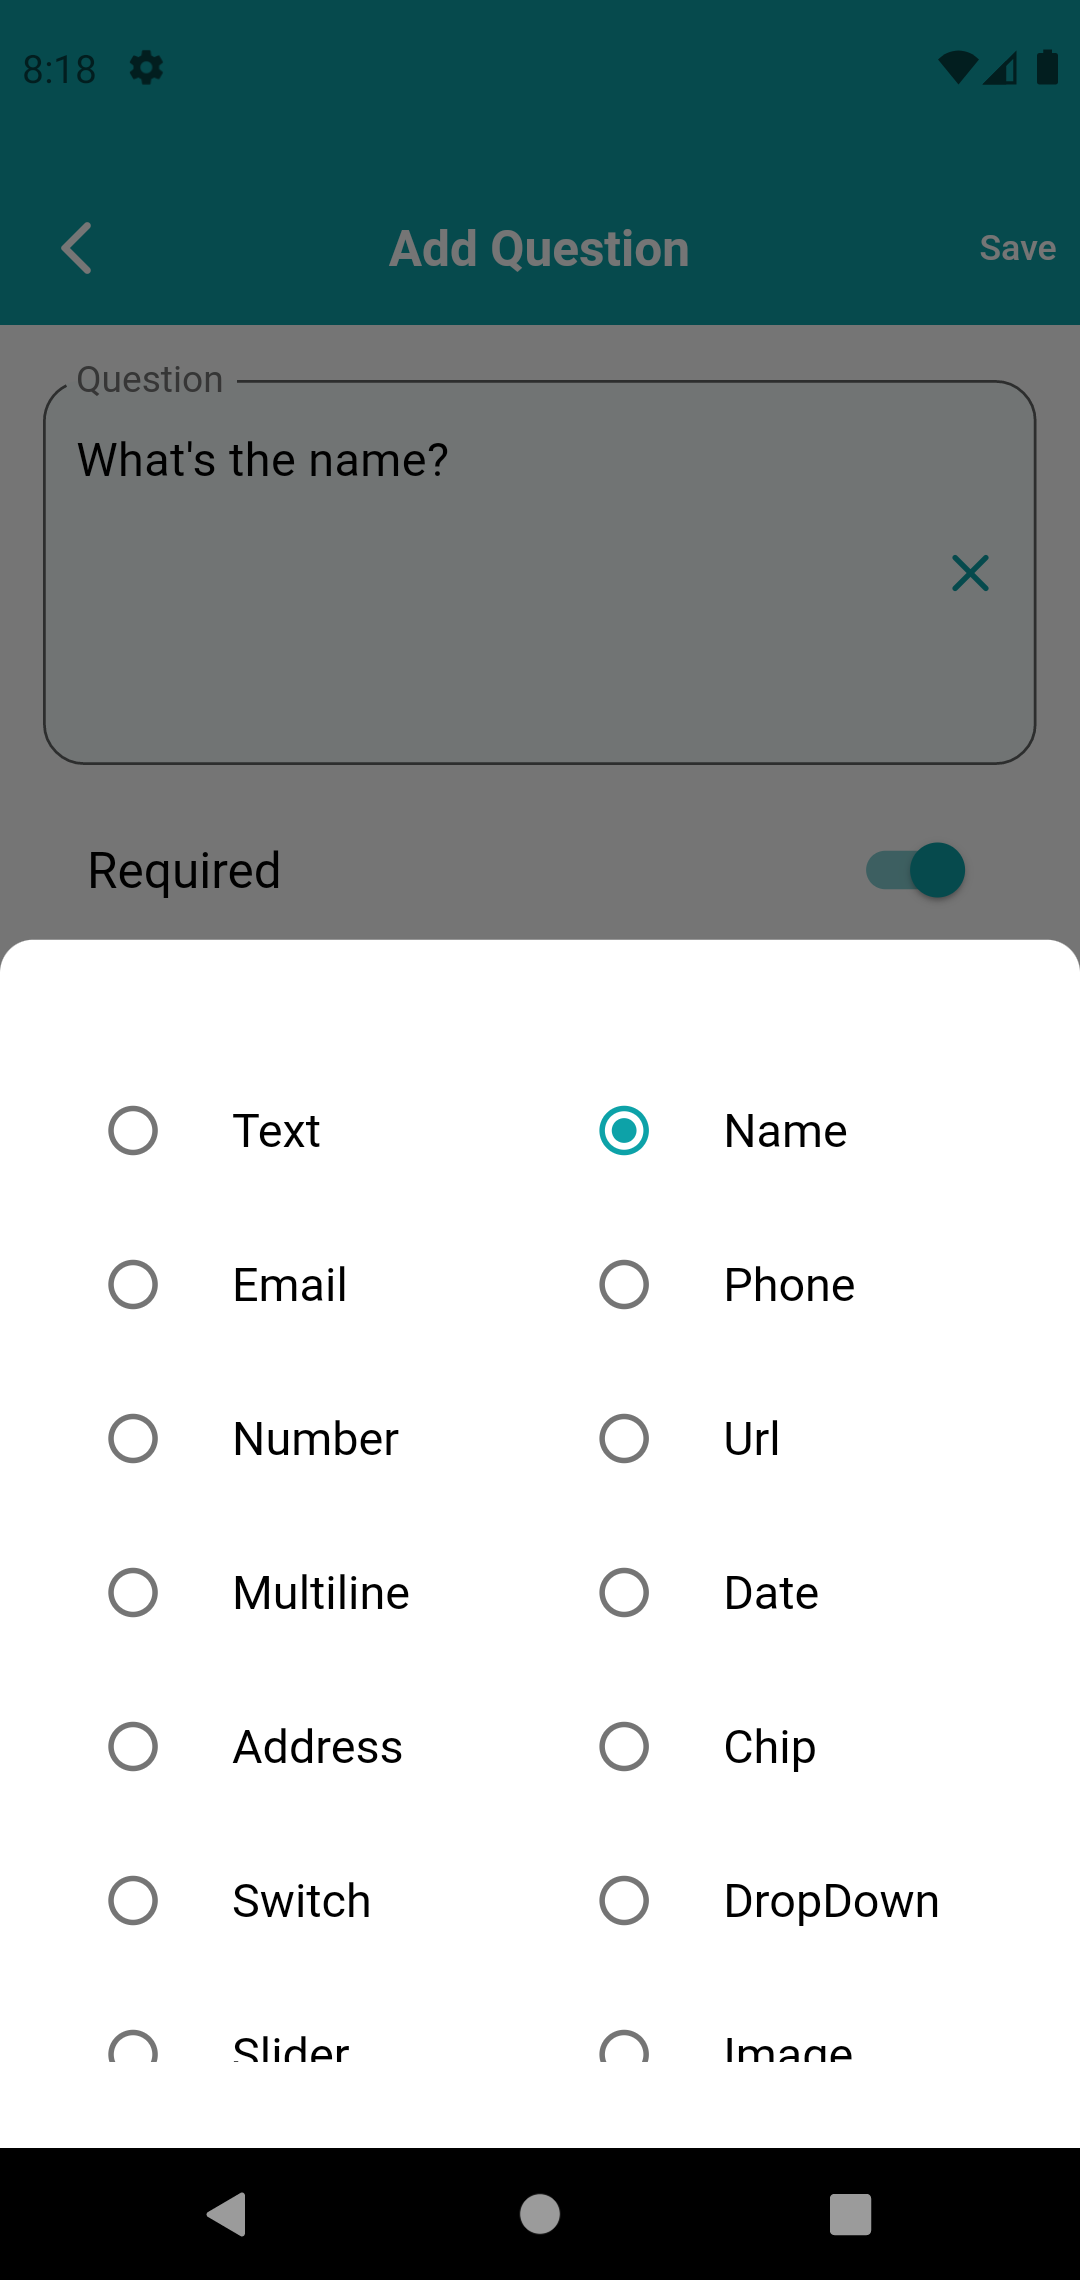 8:18
Add Question
Save
Question
What's the name?
Required
Text
Name
Email
Phone
Number
Url
Multiline
Date
Address
Chip
Switch
DropDown
Slider
Image